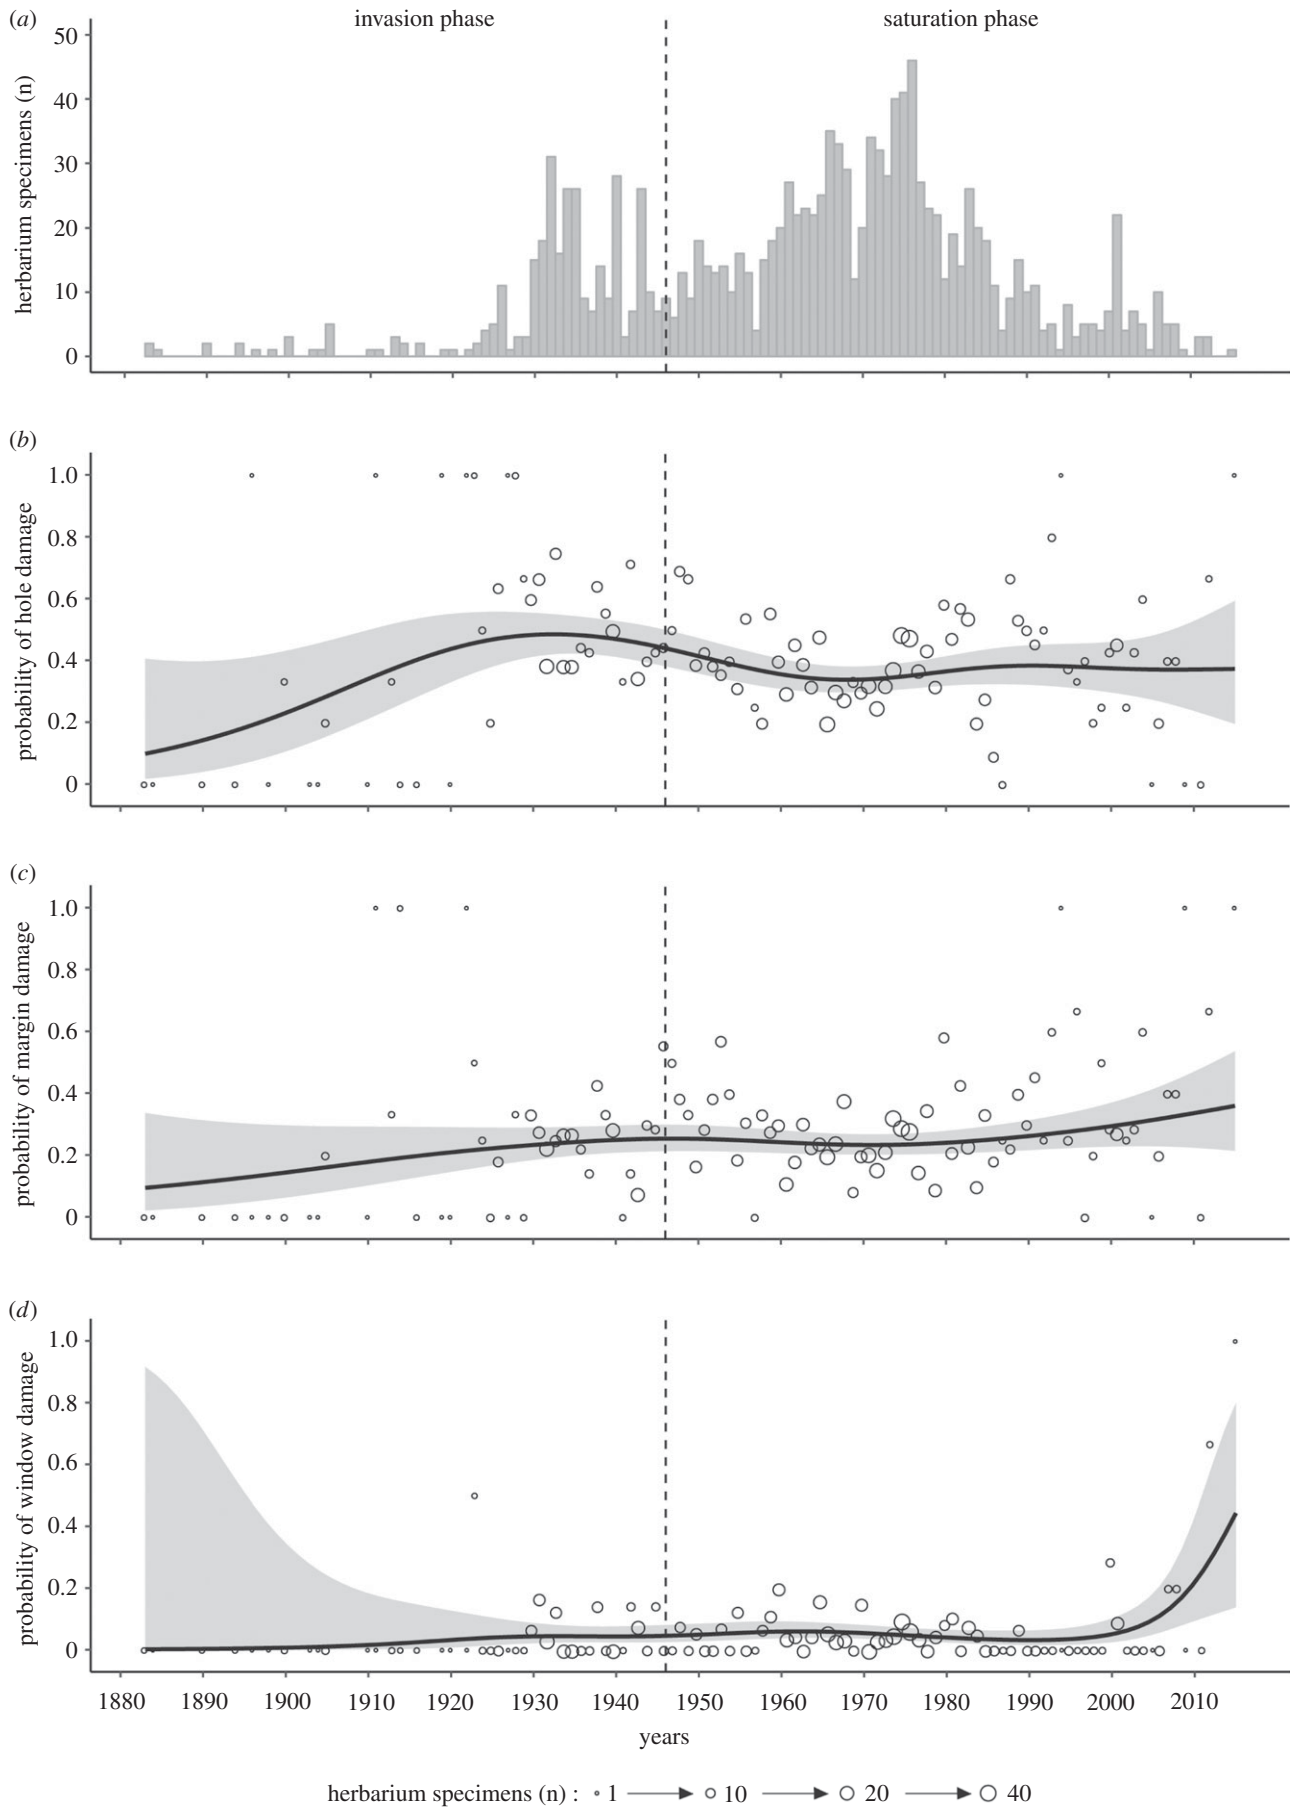 (a)
invasion phase
saturation phase
herbarium specimens (n)
50
40
30
20
10
0
(b)
probability of hole damage
1.0
0.8
0.6
0.4
0.2
0
(c)
probability of margin damage
1.0
0.8
0.6
0.4
0.2
0
(d)
probability of window damage
1.0
0.8
0.6
0.4
0.2
0
1880 1890 1900 1910 1920 1930 1940 1950 1960 1970 1980 1990 2000 2010
years
herbarium specimens (n) : 1 10 20 40